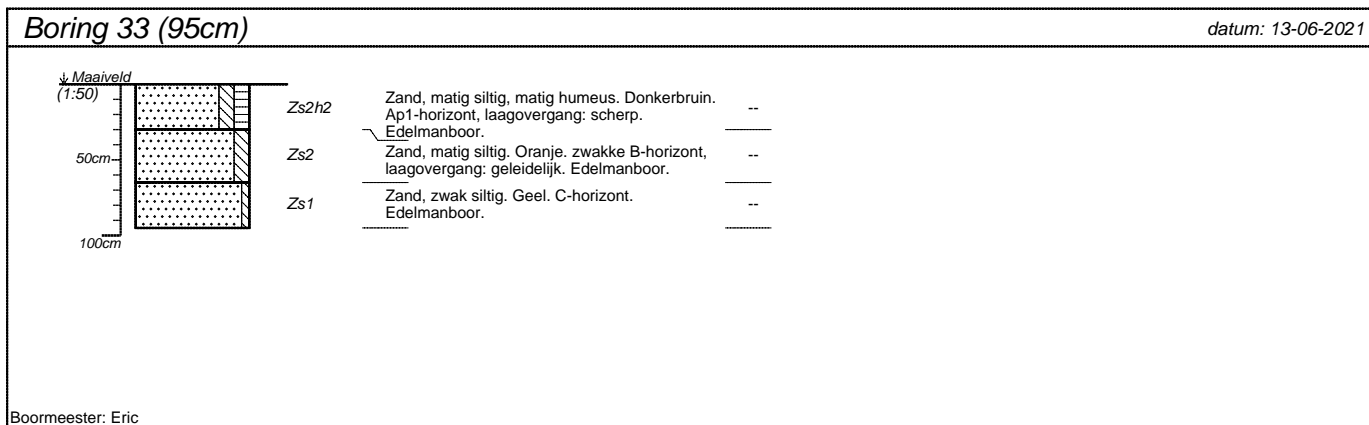 Boring 33 (95cm)
datum: 13-06-2021
Maaiveld
(1:50)
Zs2h2
Zand, matig siltig, matig humeus. Donkerbruin.
Ap1-horizont, laagovergang: scherp.
Edelmanboor.
--
50cm
Zs2
Zand, matig siltig. Oranje. zwakke B-horizont,
laagovergang: geleidelijk. Edelmanboor.
--
Zs1
Zand, zwak siltig. Geel. C-horizont.
Edelmanboor.
--
100cm
Boormeester: Eric